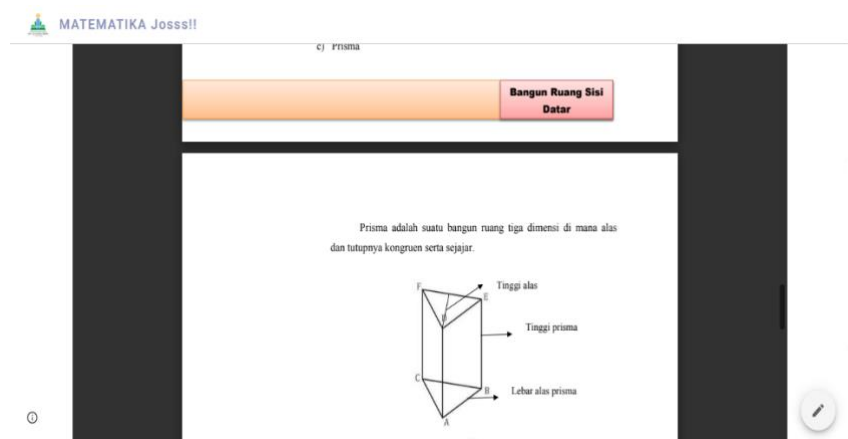 MATEMATIKA Josss!!
c) Prisma
Bangun Ruang Sisi
Datar
Prisma adalah suatu bangun ruang tiga dimensi di mana alas
dan tutupnya kongruen serta sejajar.
F
Tinggi alas
E
D
Tinggi prisma
C
B
Lebar alas prisma
A